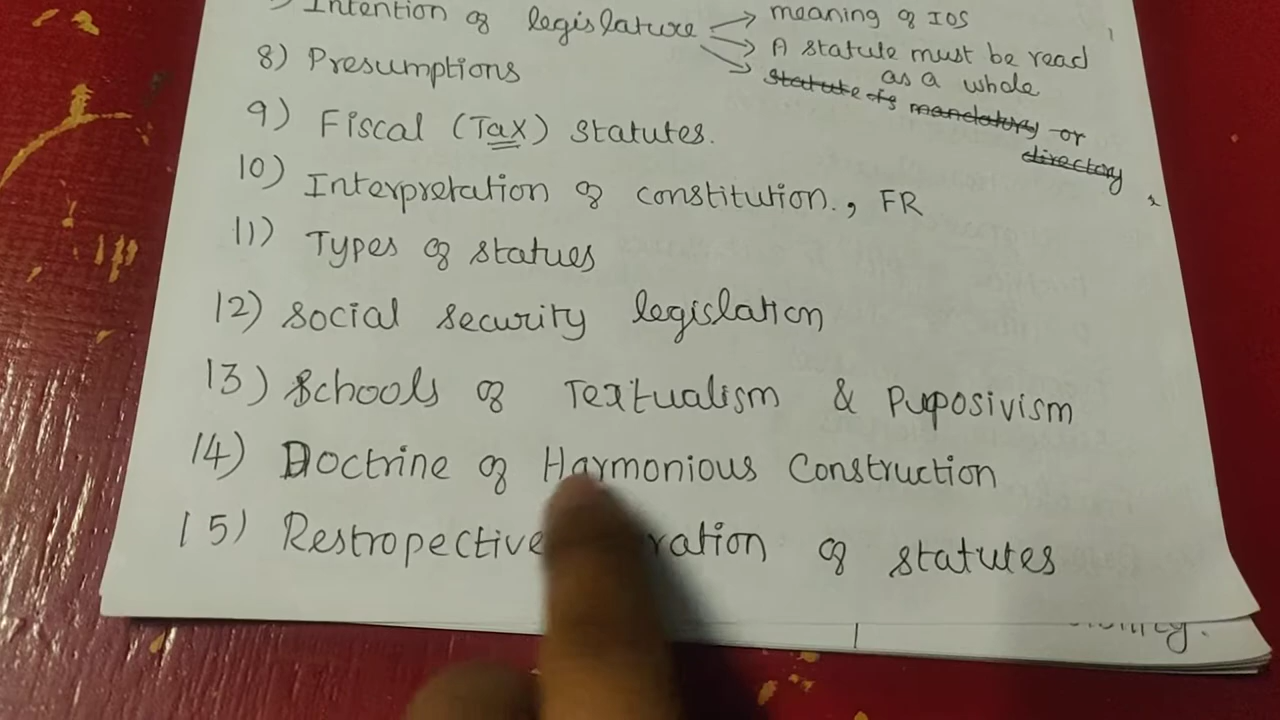 Intention of legislature → meaning of IOS
→ A statute must be read as a whole
→ statute is mandatory or directory
8) Presumptions
9) Fiscal (Tax) statutes.
10) Interpretation of constitution., FR
11) Types of statues
12) Social security legislation
13) Schools of Textualism & Puposivism
14) Doctrine of Harmonious Construction
15) Restropective ration of statutes